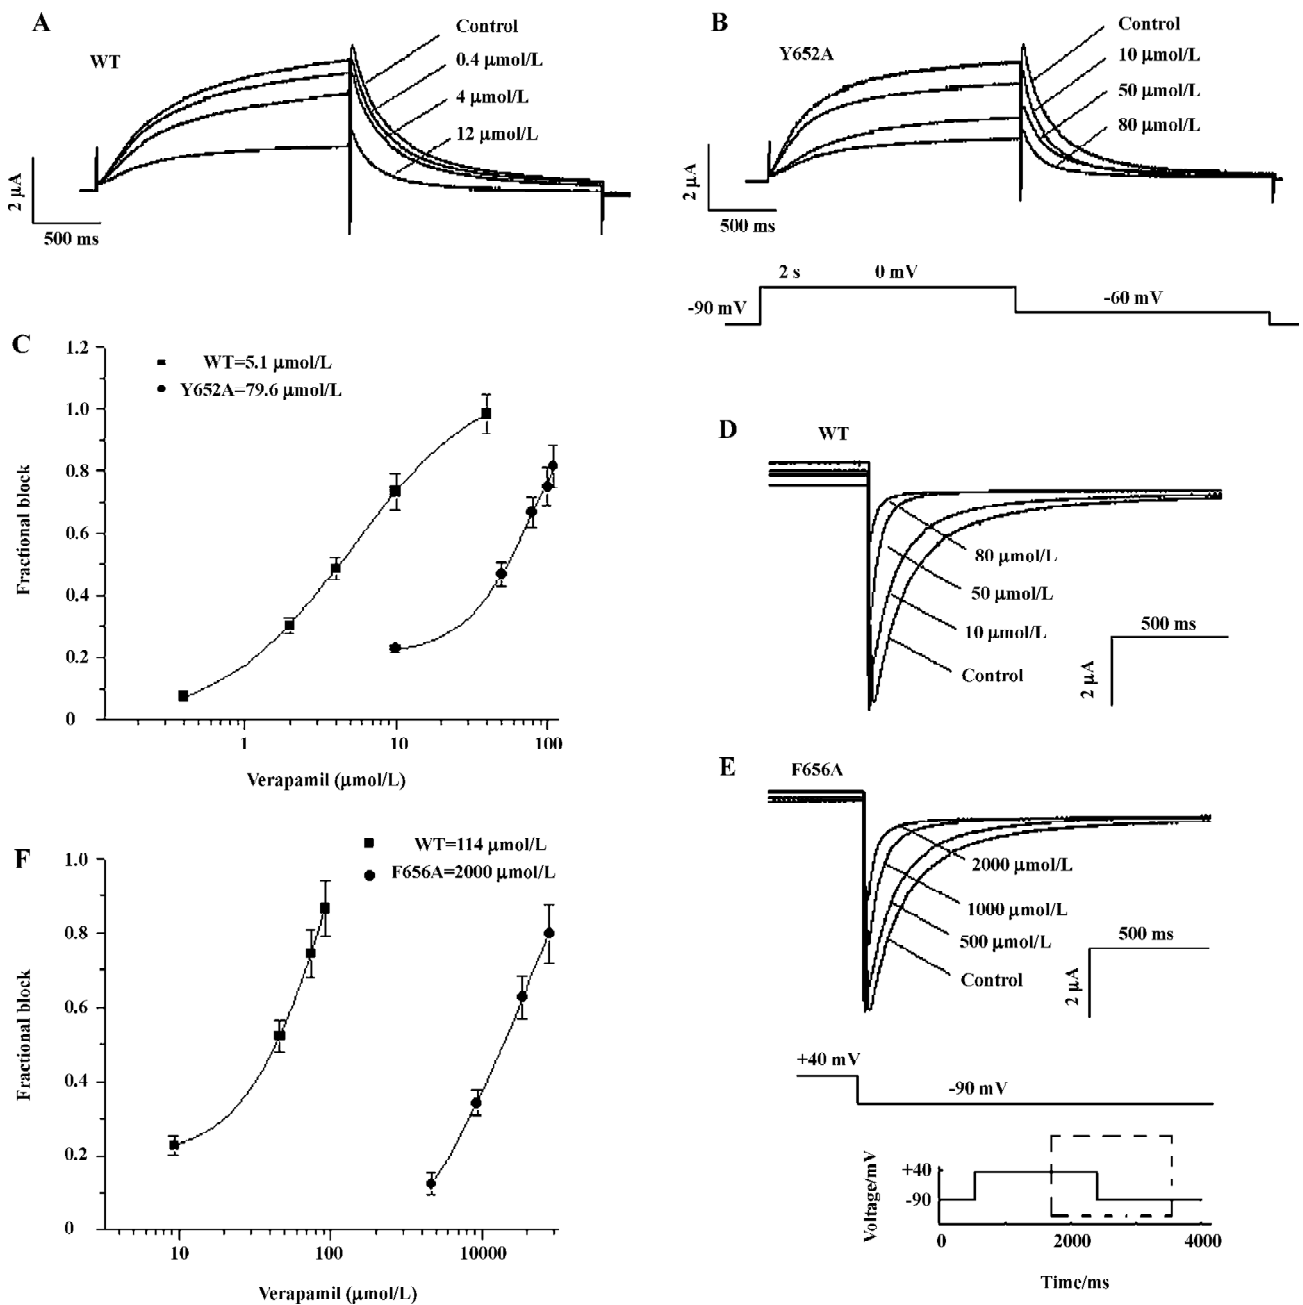 A
WT
Control
0.4 μmol/L
4 μmol/L
12 μmol/L
2 μA
500 ms
B
Y652A
Control
10 μmol/L
50 μmol/L
80 μmol/L
2 μA
500 ms
2 s 0 mV
-90 mV
-60 mV
C
1.2
1.0
0.8
0.6
0.4
0.2
0
Fractional block
WT=5.1 μmol/L
Y652A=79.6 μmol/L
1 10 100
Verapamil (μmol/L)
D
WT
80 μmol/L
50 μmol/L
10 μmol/L
Control
500 ms
2 μA
E
F656A
2000 μmol/L
1000 μmol/L
500 μmol/L
Control
500 ms
2 μA
+40 mV
-90 mV
Voltage/mV
+40
-90
0 2000 4000
Time/ms
F
WT=114 μmol/L
F656A=2000 μmol/L
1.0
0.8
0.6
0.4
0.2
0
Fractional block
10 100 10000
Verapamil (μmol/L)